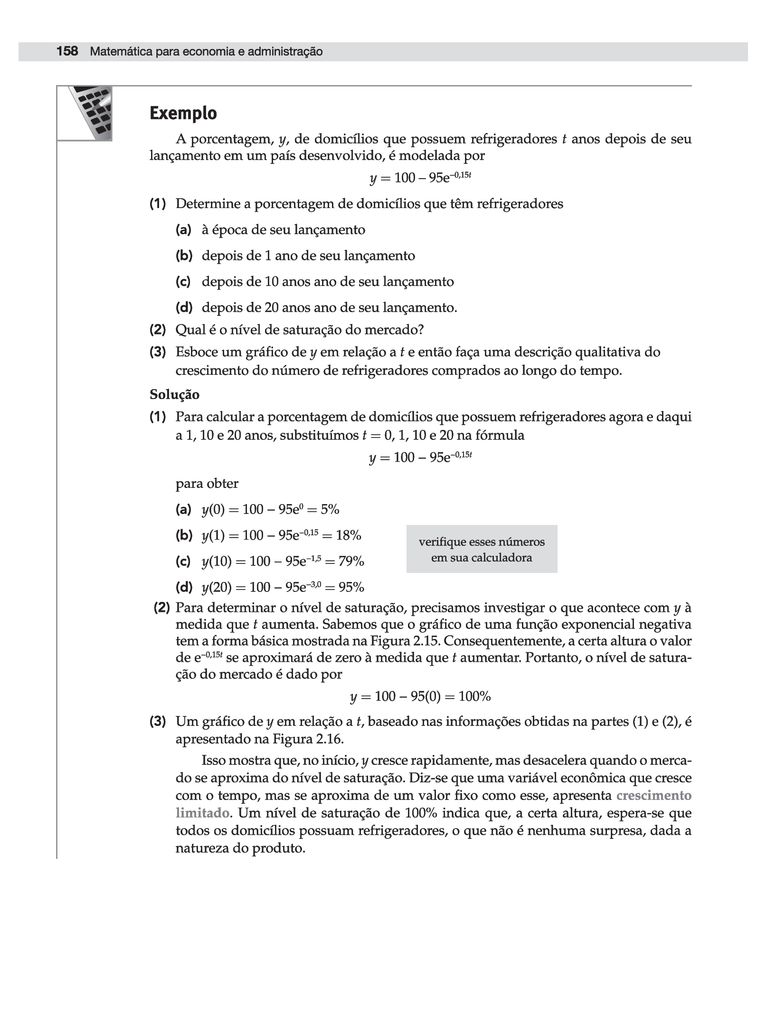 158 Matemática para economia e administração
Exemplo
A porcentagem, y, de domicílios que possuem refrigeradores t anos depois de seu
lançamento em um país desenvolvido, é modelada por
y = 100 – 95e⁻⁰,¹⁵ᵗ
(1) Determine a porcentagem de domicílios que têm refrigeradores
(a) à época de seu lançamento
(b) depois de 1 ano de seu lançamento
(c) depois de 10 anos ano de seu lançamento
(d) depois de 20 anos ano de seu lançamento.
(2) Qual é o nível de saturação do mercado?
(3) Esboce um gráfico de y em relação a t e então faça uma descrição qualitativa do
crescimento do número de refrigeradores comprados ao longo do tempo.
Solução
(1) Para calcular a porcentagem de domicílios que possuem refrigeradores agora e daqui
a 1, 10 e 20 anos, substituímos t = 0, 1, 10 e 20 na fórmula
y = 100 – 95e⁻⁰,¹⁵ᵗ
para obter
(a) y(0) = 100 – 95e⁰ = 5%
(b) y(1) = 100 – 95e⁻⁰,¹⁵ = 18%
verifique esses números
em sua calculadora
(c) y(10) = 100 – 95e⁻¹,⁵ = 79%
(d) y(20) = 100 – 95e⁻³,⁰ = 95%
(2) Para determinar o nível de saturação, precisamos investigar o que acontece com y à
medida que t aumenta. Sabemos que o gráfico de uma função exponencial negativa
tem a forma básica mostrada na Figura 2.15. Consequentemente, a certa altura o valor
de e⁻⁰,¹⁵ᵗ se aproximará de zero à medida que t aumentar. Portanto, o nível de satura-
ção do mercado é dado por
y = 100 – 95(0) = 100%
(3) Um gráfico de y em relação a t, baseado nas informações obtidas na partes (1) e (2), é
apresentado na Figura 2.16.
Isso mostra que, no início, y cresce rapidamente, mas desacelera quando o merca-
do se aproxima do nível de saturação. Diz-se que uma variável econômica que cresce
com o tempo, mas se aproxima de um valor fixo como esse, apresenta crescimento
limitado. Um nível de saturação de 100% indica que, a certa altura, espera-se que
todos os domicílios possuam refrigeradores, o que não é nenhuma surpresa, dada a
natureza do produto.